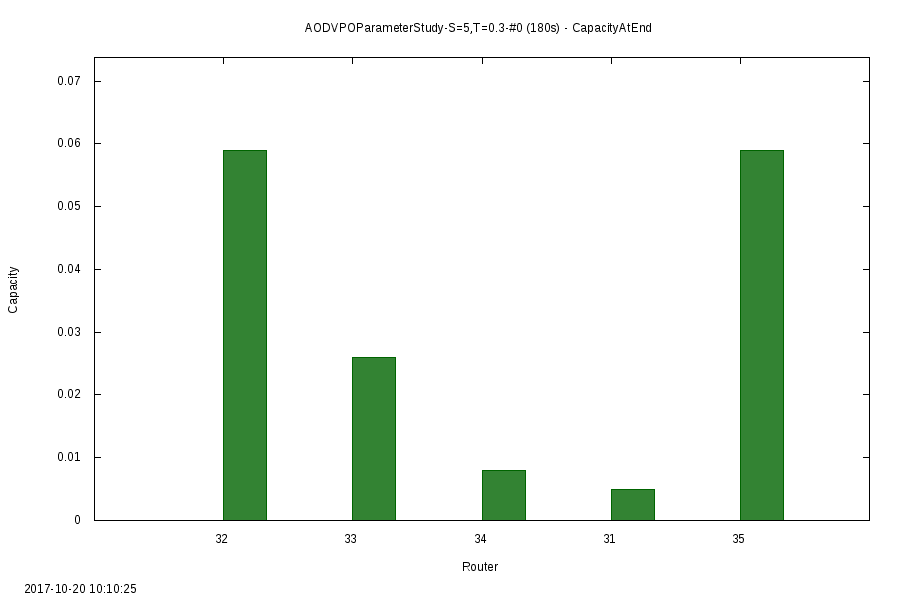 AODVPOParameterStudy-S=5,T=0.3-#0 (180s) - CapacityAtEnd
0.07
0.06
0.05
0.04
0.03
0.02
0.01
0
Capacity
32 33 34 31 35
Router
2017-10-20 10:10:25